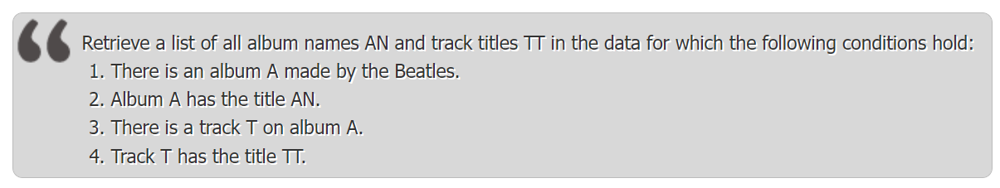 Retrieve a list of all album names AN and track titles TT in the data for which the following conditions hold:
1. There is an album A made by the Beatles.
2. Album A has the title AN.
3. There is a track T on album A.
4. Track T has the title TT.